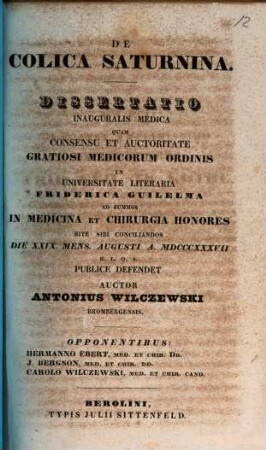 12
DE
COLICA SATURNINA.
DISSERTATIO
INAUGURALIS MEDICA
QUAM
CONSENSU ET AUCTORITATE
GRATIOSI MEDICORUM ORDINIS
IN
UNIVERSITATE LITERARIA
FRIDERICA GUILELMA
AD SUMMOS
IN MEDICINA ET CHIRURGIA HONORES
RITE SIBI CONCILIANDOS
DIE XXIX MENS. AUGUSTI A. MDCCCXXXVII
H. L. Q. S.
PUBLICE DEFENDET
AUCTOR
ANTONIUS WILCZEWSKI
BROMBERGENSIS.
OPPONENTIBUS:
HERMANNO EBERT, MED. ET CHIR. DR.
J. BERGSON, MED. ET CHIR. DD.
CAROLO WILCZEWSKI, MED. ET CHIR. CAND.
BEROLINI,
TYPIS JULII SITTENFELD.